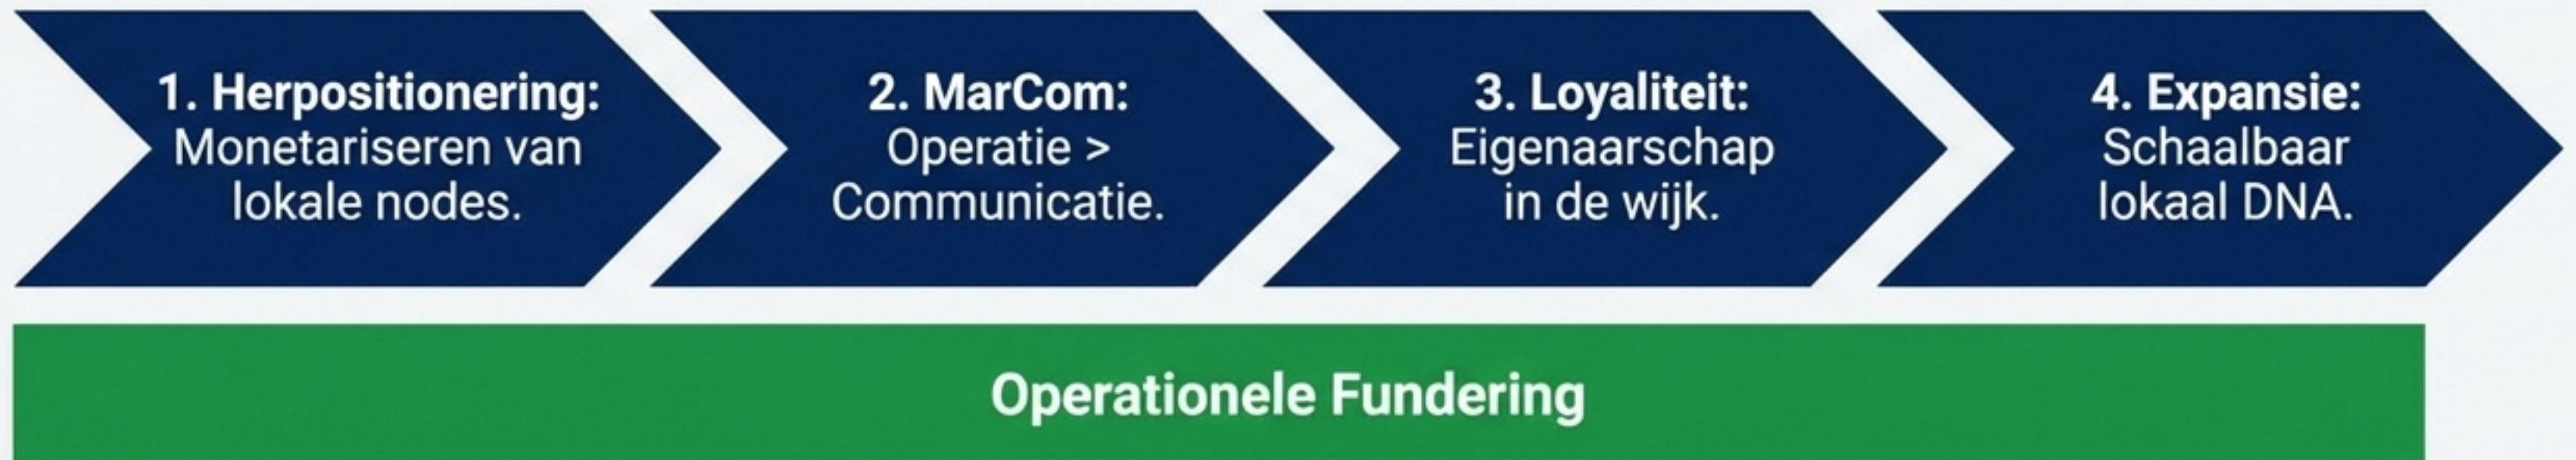 1. Herpositionering:
Monetariseren van
lokale nodes.
2. MarCom:
Operatie >
Communicatie.
3. Loyaliteit:
Eigenaarschap
in de wijk.
4. Expansie:
Schaalbaar
lokaal DNA.
Operationele Fundering